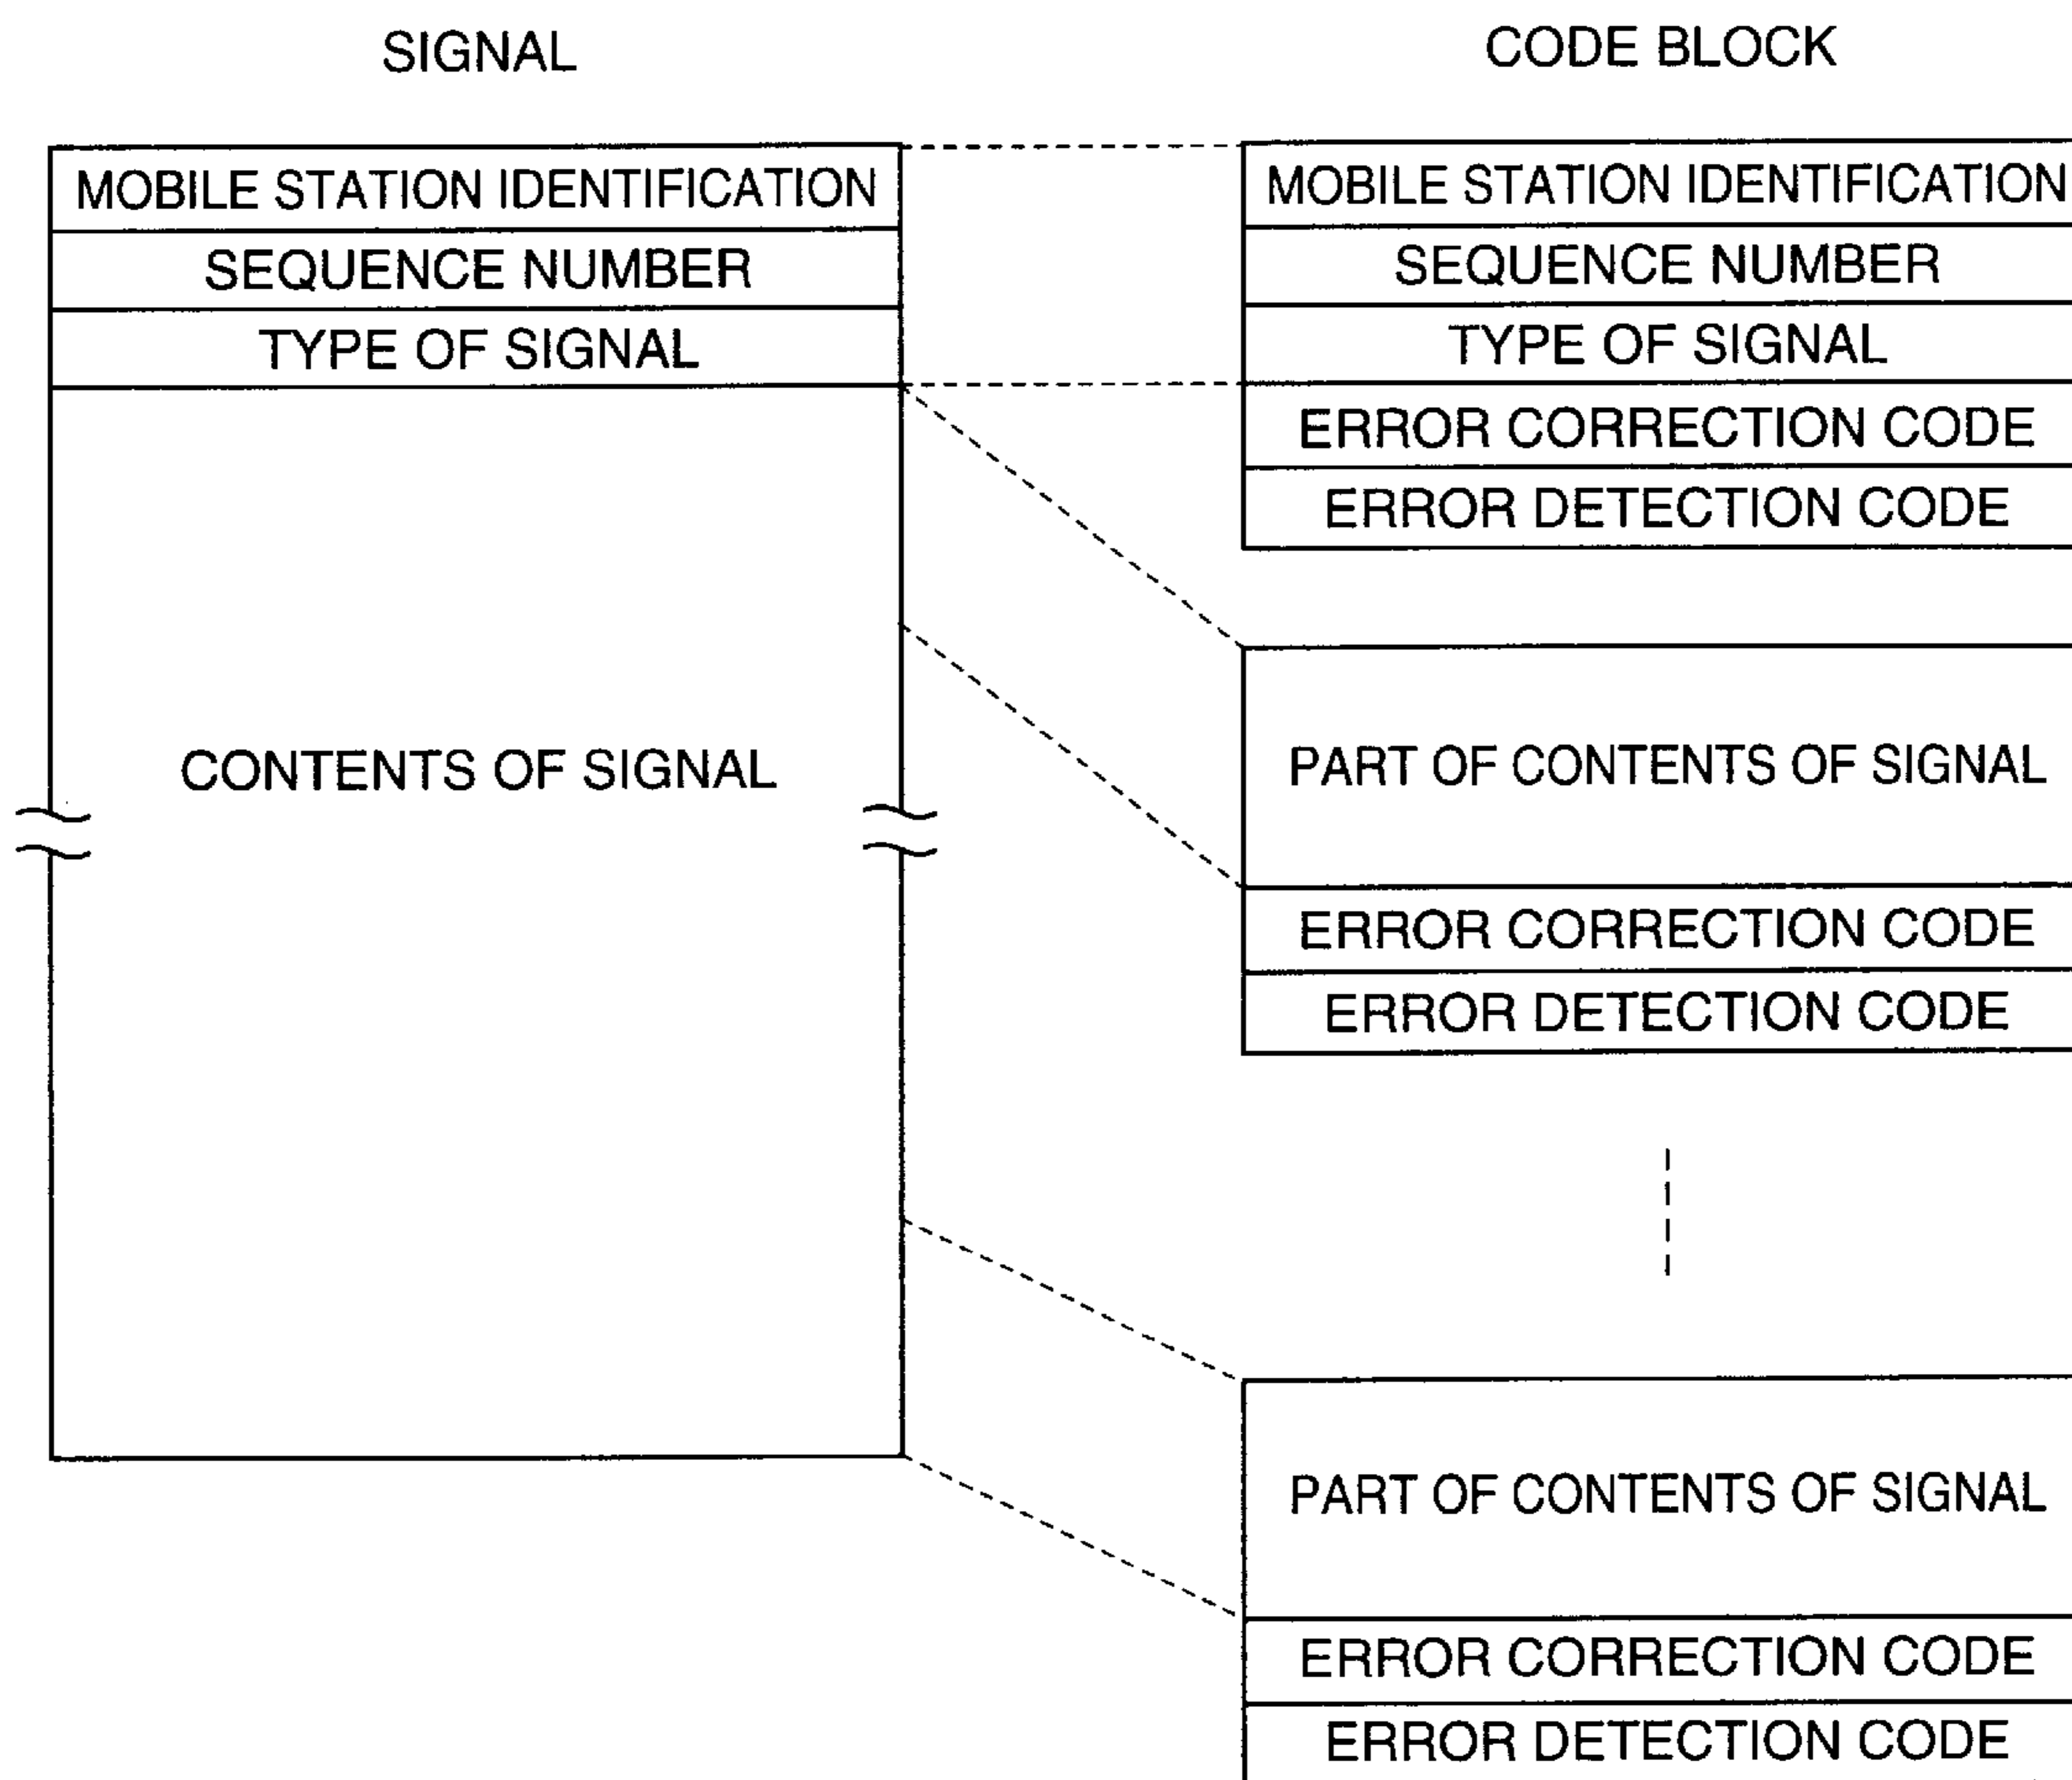 SIGNAL
MOBILE STATION IDENTIFICATION
SEQUENCE NUMBER
TYPE OF SIGNAL
CONTENTS OF SIGNAL
CODE BLOCK
MOBILE STATION IDENTIFICATION
SEQUENCE NUMBER
TYPE OF SIGNAL
ERROR CORRECTION CODE
ERROR DETECTION CODE
PART OF CONTENTS OF SIGNAL
ERROR CORRECTION CODE
ERROR DETECTION CODE
PART OF CONTENTS OF SIGNAL
ERROR CORRECTION CODE
ERROR DETECTION CODE